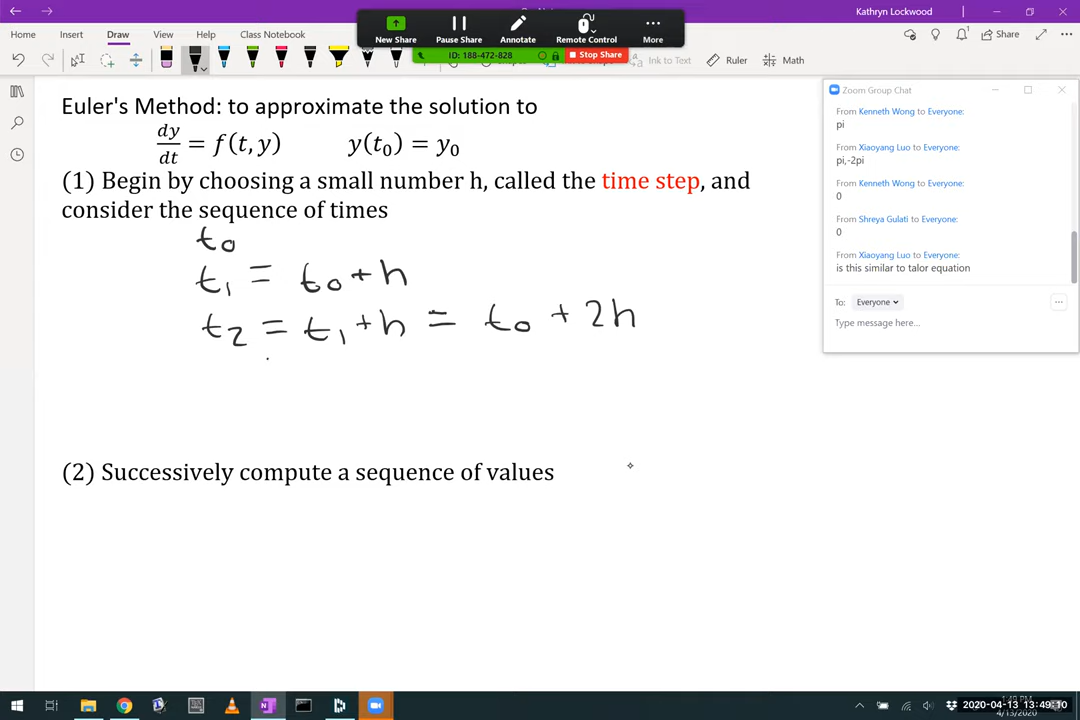 Kathryn Lockwood
New Share
Pause Share
Annotate
Remote Control
More
ID: 188-472-828
Stop Share
Home Insert Draw View Help Class Notebook
Share
Ink to Text
Ruler
Math
Euler's Method: to approximate the solution to
dy/dt = f(t, y) y(t₀) = y₀
(1) Begin by choosing a small number h, called the time step, and
consider the sequence of times
t₀
t₁ = t₀ + h
t₂ = t₁ + h = t₀ + 2h
(2) Successively compute a sequence of values
Zoom Group Chat
From Kenneth Wong to Everyone:
pi
From Xiaoyang Luo to Everyone:
pi,-2pi
From Kenneth Wong to Everyone:
0
From Shreya Gulati to Everyone:
0
From Xiaoyang Luo to Everyone:
is this similar to talor equation
To: Everyone
Type message here...
2020-04-13 13:49:10